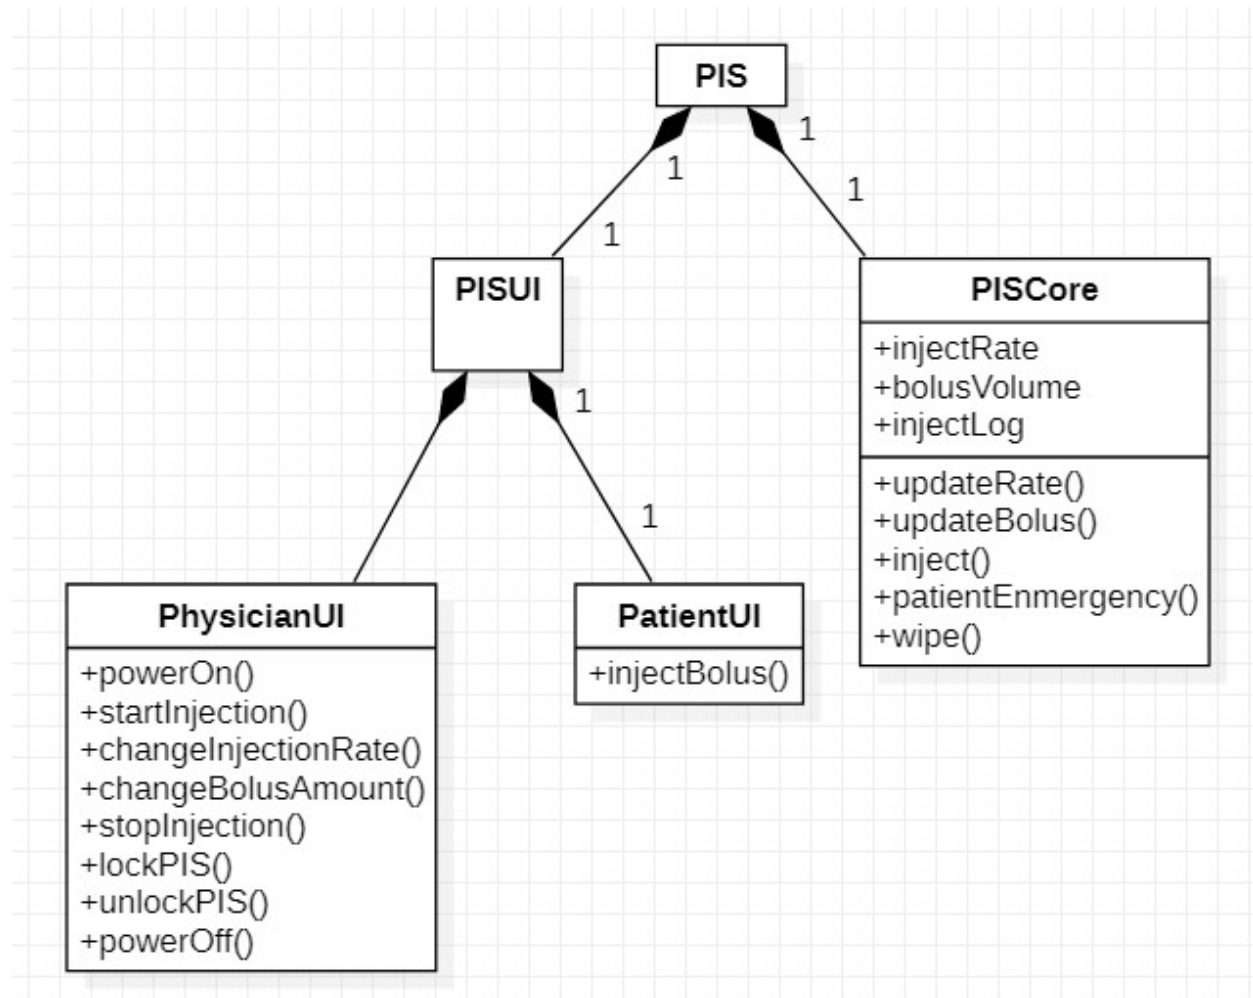 PIS
1
1
1
1
PISUI
PISCore
+injectRate
+bolusVolume
+injectLog
+updateRate()
+updateBolus()
+inject()
+patientEnmergency()
+wipe()
1
1
PhysicianUI
+powerOn()
+startInjection()
+changeInjectionRate()
+changeBolusAmount()
+stopInjection()
+lockPIS()
+unlockPIS()
+powerOff()
PatientUI
+injectBolus()